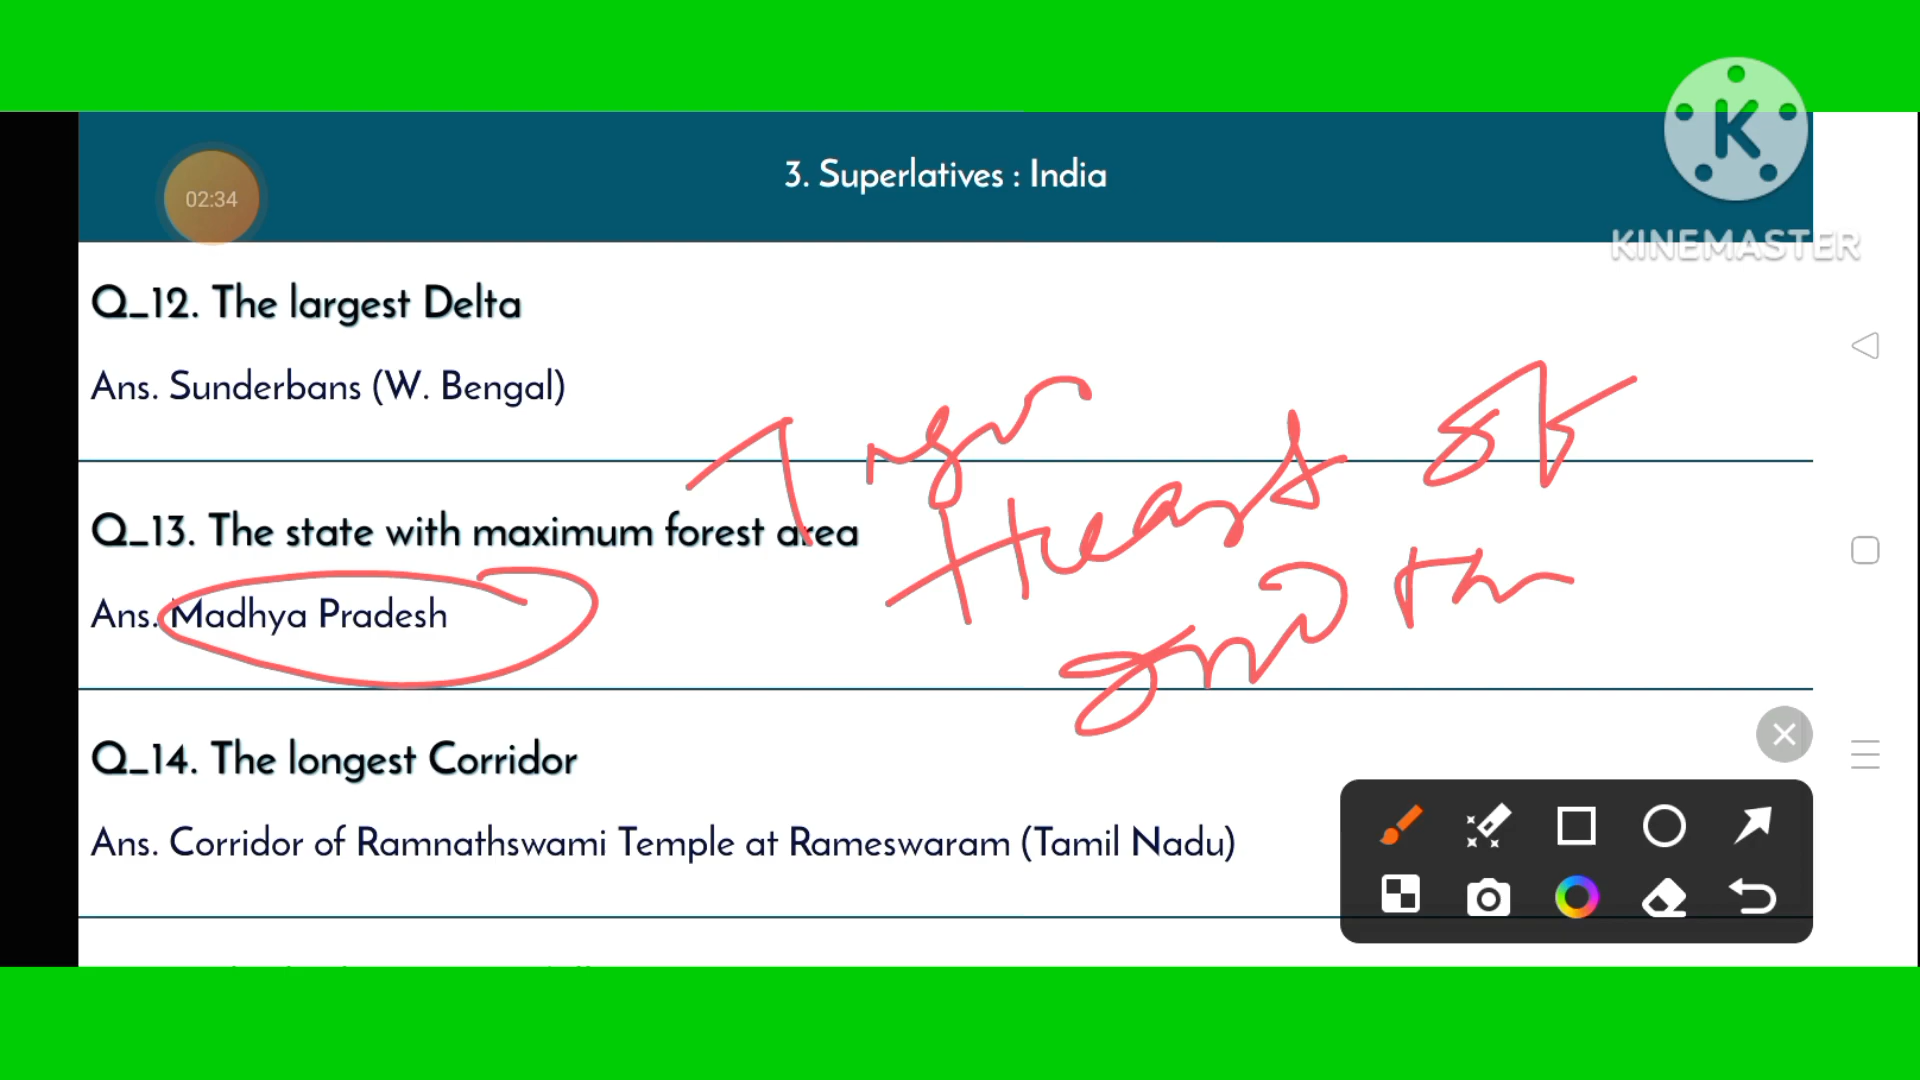 3. Superlatives : India
02:34
K
KINEMASTER
Q_12. The largest Delta
Ans. Sunderbans (W. Bengal)
Q_13. The state with maximum forest area
Ans. Madhya Pradesh
Q_14. The longest Corridor
Ans. Corridor of Ramnathswami Temple at Rameswaram (Tamil Nadu)